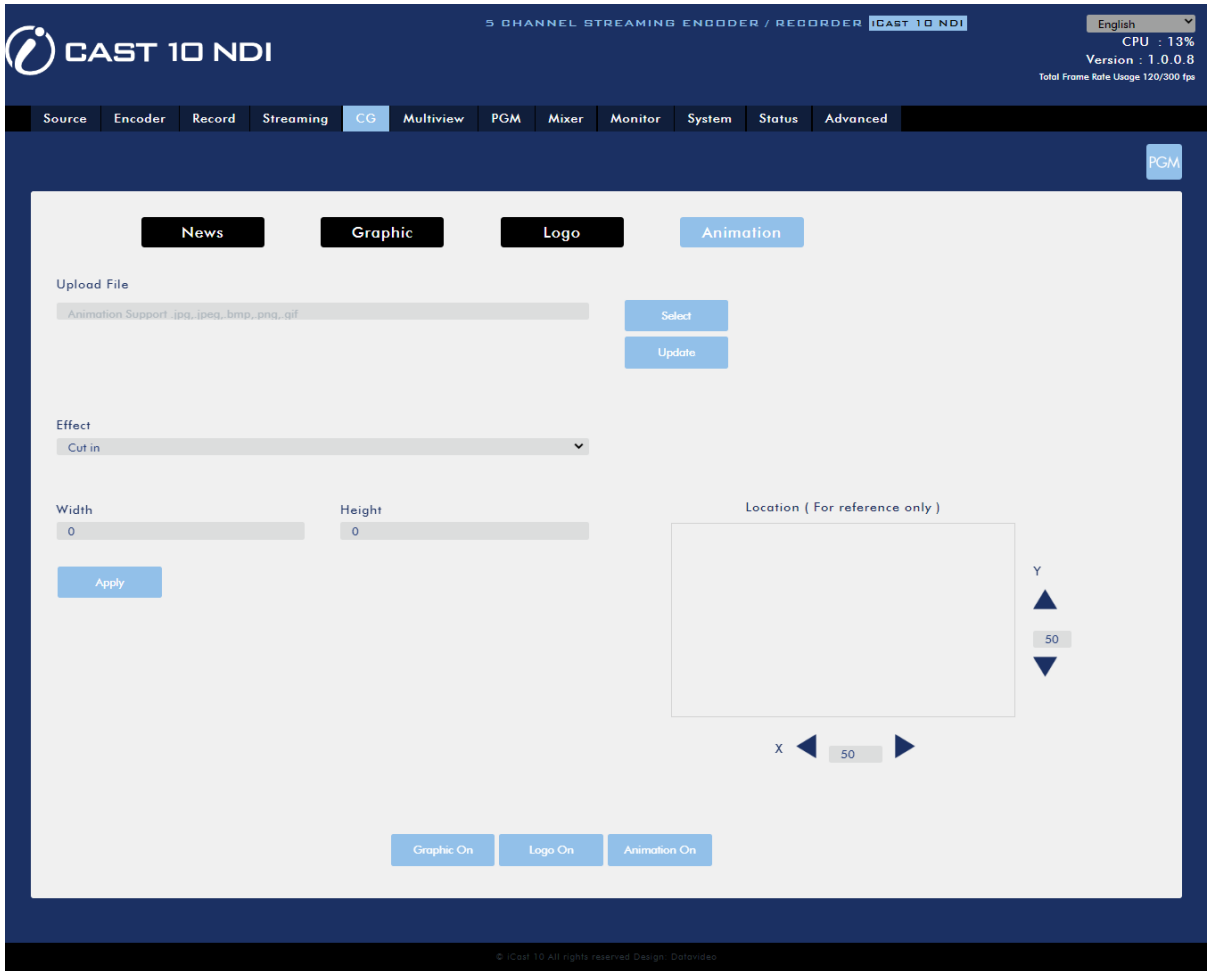 5 CHANNEL STREAMING ENCODER / RECORDER iCAST 10 NDI
English
i CAST 10 NDI
CPU : 13%
Version : 1.0.0.8
Total Frame Rate Usage 120/300 fps
Source Encoder Record Streaming CG Multiview PGM Mixer Monitor System Status Advanced
PGM
News Graphic Logo Animation
Upload File
Animation Support .jpg,.jpeg,.bmp,.png,.gif
Select
Update
Effect
Cut in
Width Height
0 0
Apply
Location ( For reference only )
Y
50
X 50
Graphic On Logo On Animation On
© iCast 10 All rights reserved Design: Datavideo